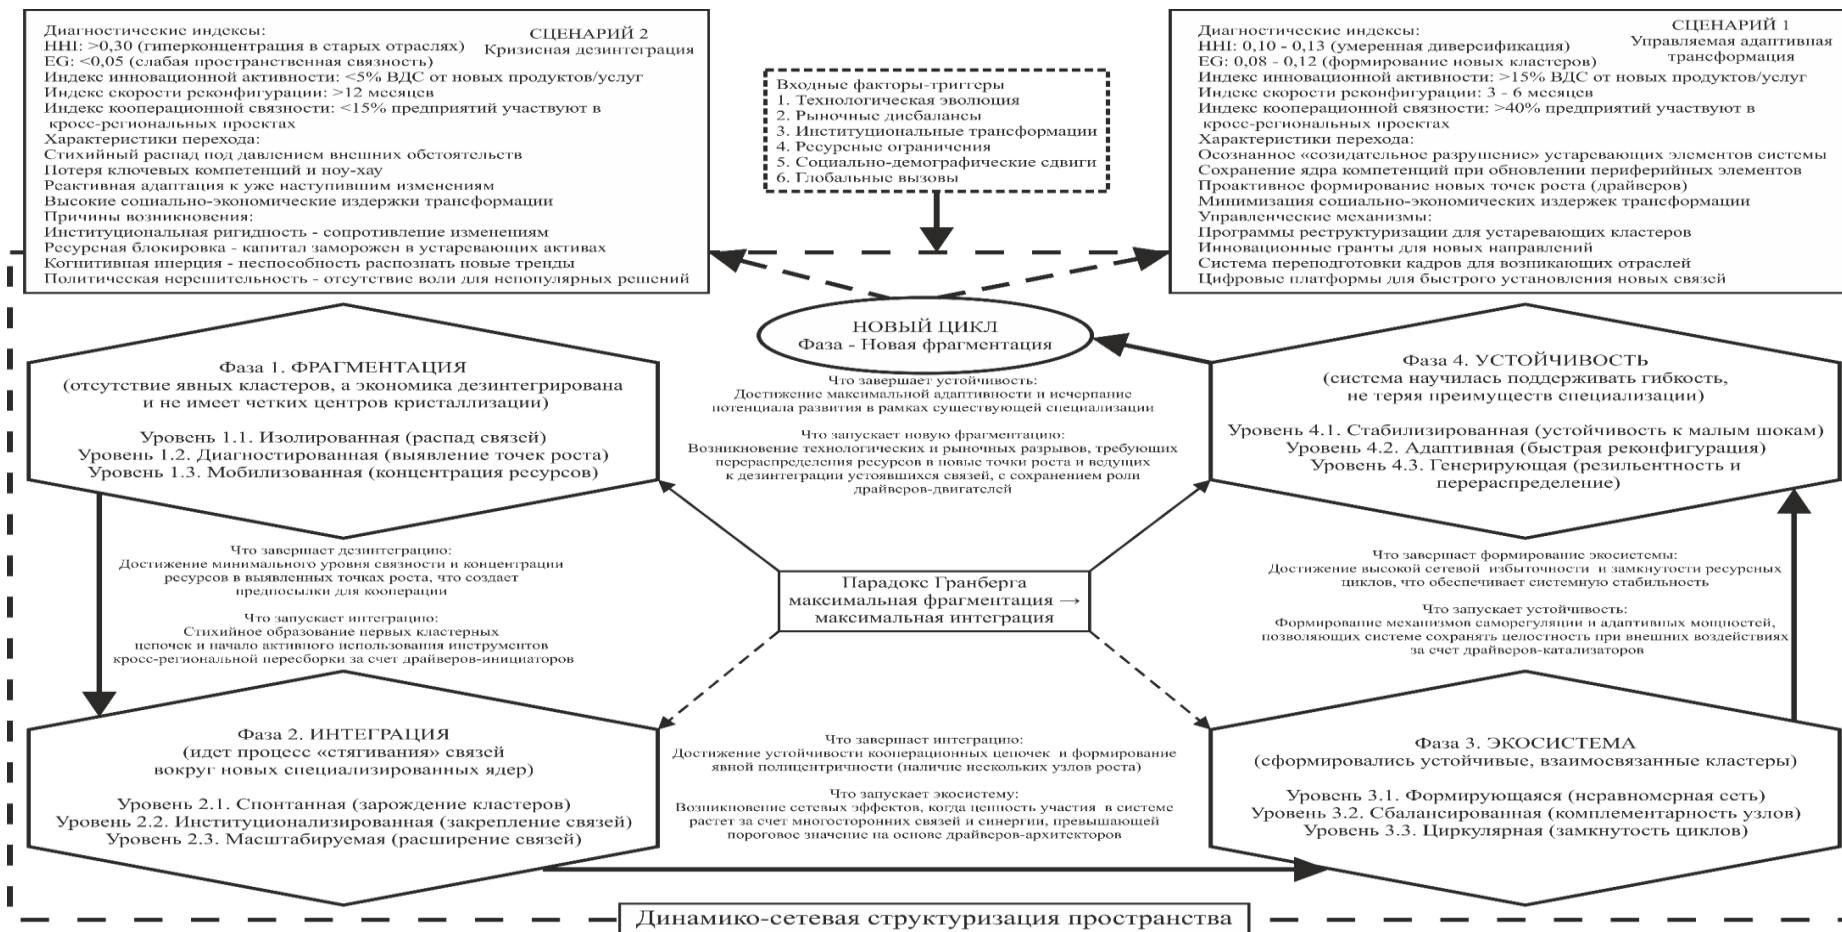 Диагностические индексы:
СЦЕНАРИЙ 2
HHI: >0,30 (гиперконцентрация в старых отраслях)
Кризисная дезинтеграция
EG: <0,05 (слабая пространственная связность)
Индекс инновационной активности: <5% ВДС от новых продуктов/услуг
Индекс скорости реконфигурации: >12 месяцев
Индекс кооперационной связности: <15% предприятий участвуют в
кросс-региональных проектах
Характеристики перехода:
Стихийный распад под давлением внешних обстоятельств
Потеря ключевых компетенций и ноу-хау
Реактивная адаптация к уже наступившим изменениям
Высокие социально-экономические издержки трансформации
Причины возникновения:
Институциональная ригидность - сопротивление изменениям
Ресурсная блокировка - капитал заморожен в устаревающих активах
Когнитивная инерция - неспособность распознать новые тренды
Политическая нерешительность - отсутствие воли для непопулярных решений
Входные факторы-триггеры
1. Технологическая эволюция
2. Рыночные дисбалансы
3. Институциональные трансформации
4. Ресурсные ограничения
5. Социально-демографические сдвиги
6. Глобальные вызовы
Диагностические индексы:
СЦЕНАРИЙ 1
HHI: 0,10 - 0,13 (умеренная диверсификация)
Управляемая адаптивная
трансформация
EG: 0,08 - 0,12 (формирование новых кластеров)
Индекс инновационной активности: >15% ВДС от новых продуктов/услуг
Индекс скорости реконфигурации: 3 - 6 месяцев
Индекс кооперационной связности: >40% предприятий участвуют в
кросс-региональных проектах
Характеристики перехода:
Осознанное «созидательное разрушение» устаревающих элементов системы
Сохранение ядра компетенций при обновлении периферийных элементов
Проактивное формирование новых точек роста (драйверов)
Минимизация социально-экономических издержек трансформации
Управленческие механизмы:
Программы реструктуризации для устаревающих кластеров
Инновационные гранты для новых направлений
Система переподготовки кадров для возникающих отраслей
Цифровые платформы для быстрого установления новых связей
НОВЫЙ ЦИКЛ
Фаза - Новая фрагментация
Фаза 1. ФРАГМЕНТАЦИЯ
(отсутствие явных кластеров, а экономика дезинтегрирована
и не имеет четких центров кристаллизации)
Уровень 1.1. Изолированная (распад связей)
Уровень 1.2. Диагностированная (выявление точек роста)
Уровень 1.3. Мобилизованная (концентрация ресурсов)
Что завершает устойчивость:
Достижение максимальной адаптивности и исчерпание
потенциала развития в рамках существующей специализации
Что запускает новую фрагментацию:
Возникновение технологических и рыночных разрывов, требующих
перераспределения ресурсов в новые точки роста и ведущих
к дезинтеграции устоявшихся связей, с сохранением роли
драйверов-двигателей
Фаза 4. УСТОЙЧИВОСТЬ
(система научилась поддерживать гибкость,
не теряя преимуществ специализации)
Уровень 4.1. Стабилизированная (устойчивость к малым шокам)
Уровень 4.2. Адаптивная (быстрая реконфигурация)
Уровень 4.3. Генерирующая (резильентность и
перераспределение)
Что завершает дезинтеграцию:
Достижение минимального уровня связности и концентрации
ресурсов в выявленных точках роста, что создает
предпосылки для кооперации
Что запускает интеграцию:
Стихийное образование первых кластерных
цепочек и начало активного использования инструментов
кросс-региональной пересборки за счет драйверов-инициаторов
Парадокс Гранберга
максимальная фрагментация →
максимальная интеграция
Что завершает формирование экосистемы:
Достижение высокой сетевой избыточности и замкнутости ресурсных
циклов, что обеспечивает системную стабильность
Что запускает устойчивость:
Формирование механизмов саморегуляции и адаптивных мощностей,
позволяющих системе сохранять целостность при внешних воздействиях
за счет драйверов-катализаторов
Фаза 2. ИНТЕГРАЦИЯ
(идет процесс «стягивания» связей
вокруг новых специализированных ядер)
Уровень 2.1. Спонтанная (зарождение кластеров)
Уровень 2.2. Институционализированная (закрепление связей)
Уровень 2.3. Масштабируемая (расширение связей)
Что завершает интеграцию:
Достижение устойчивости кооперационных цепочек и формирование
явной полицентричности (наличие нескольких узлов роста)
Что запускает экосистему:
Возникновение сетевых эффектов, когда ценность участия в системе
растет за счет многосторонних связей и синергии, превышающей
пороговое значение на основе драйверов-архитекторов
Фаза 3. ЭКОСИСТЕМА
(сформировались устойчивые, взаимосвязанные кластеры)
Уровень 3.1. Формирующаяся (неравномерная сеть)
Уровень 3.2. Сбалансированная (комплементарность узлов)
Уровень 3.3. Циркулярная (замкнутость циклов)
Динамико-сетевая структуризация пространства